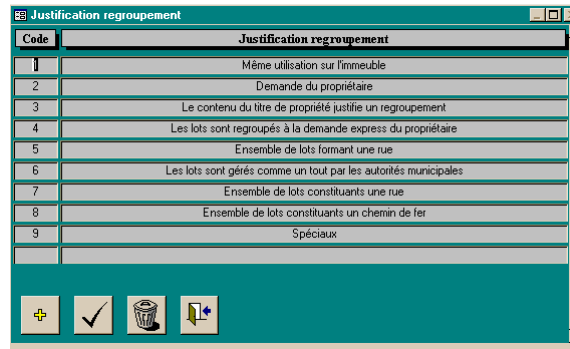 Justification regroupement
Code Justification regroupement
1 Même utilisation sur l'immeuble
2 Demande du propriétaire
3 Le contenu du titre de propriété justifie un regroupement
4 Les lots sont regroupés à la demande express du propriétaire
5 Ensemble de lots formant une rue
6 Les lots sont gérés comme un tout par les autorités municipales
7 Ensemble de lots constituants une rue
8 Ensemble de lots constituants un chemin de fer
9 Spéciaux